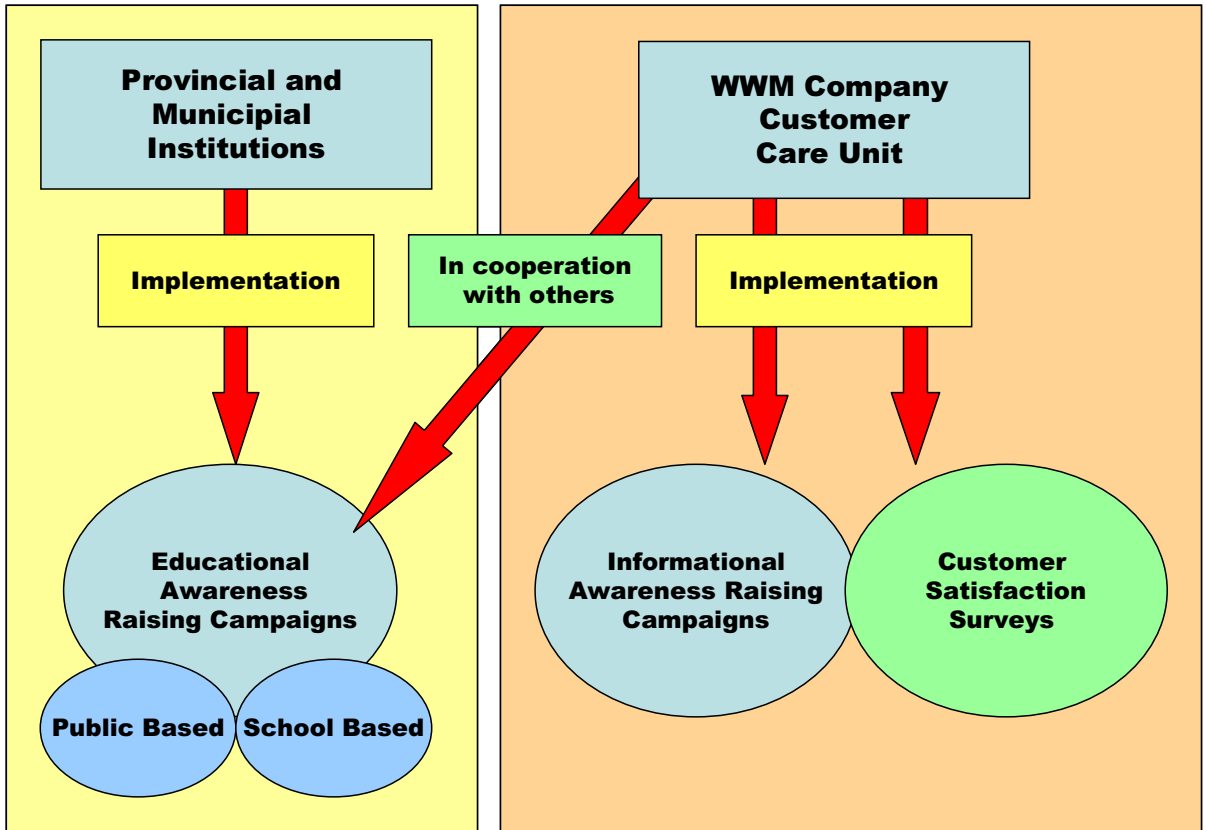 Provincial and
Municipial
Institutions
WWM Company
Customer
Care Unit
Implementation
In cooperation
with others
Implementation
Educational
Awareness
Raising Campaigns
Public Based
School Based
Informational
Awareness Raising
Campaigns
Customer
Satisfaction
Surveys